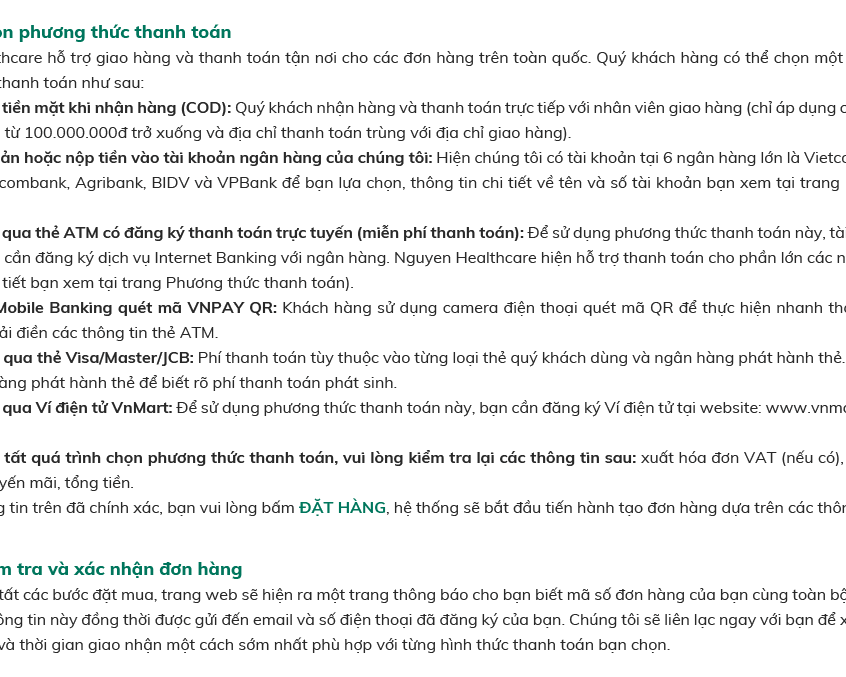 phương thức thanh toán
hỗ trợ giao hàng và thanh toán tận nơi cho các đơn hàng trên toàn quốc. Quý khách hàng có thể chọn một
thanh toán như sau:
tiền mặt khi nhận hàng (COD): Quý khách nhận hàng và thanh toán trực tiếp với nhân viên giao hàng (chỉ áp dụng
từ 100.000.000đ trở xuống và địa chỉ thanh toán trùng với địa chỉ giao hàng).
hoặc nộp tiền vào tài khoản ngân hàng của chúng tôi: Hiện chúng tôi có tài khoản tại 6 ngân hàng lớn là
Agribank, BIDV và VPBank để bạn lựa chọn, thông tin chi tiết về tên và số tài khoản bạn xem tại trang
qua thẻ ATM có đăng ký thanh toán trực tuyến (miễn phí thanh toán): Để sử dụng phương thức thanh toán này,
cần đăng ký dịch vụ Internet Banking với ngân hàng. Nguyen Healthcare hiện hỗ trợ thanh toán cho phần lớn các
tiết bạn xem tại trang Phương thức thanh toán).
Mobile Banking quét mã VNPAY QR: Khách hàng sử dụng camera điện thoại quét mã QR để thực hiện nhanh
điền các thông tin thẻ ATM.
qua thẻ Visa/Master/JCB: Phí thanh toán tùy thuộc vào từng loại thẻ quý khách dùng và ngân hàng phát hành thẻ.
phát hành thẻ để biết rõ phí thanh toán phát sinh.
qua Ví điện tử VnMart: Để sử dụng phương thức thanh toán này, bạn cần đăng ký Ví điện tử tại website:
tất quá trình chọn phương thức thanh toán, vui lòng kiểm tra lại các thông tin sau: xuất hóa đơn VAT (nếu có),
mãi, tổng tiền.
tin trên đã chính xác, bạn vui lòng bấm ĐẶT HÀNG, hệ thống sẽ bắt đầu tiến hành tạo đơn hàng dựa trên các
tra và xác nhận đơn hàng
tất các bước đặt mua, trang web sẽ hiện ra một trang thông báo cho bạn biết mã số đơn hàng của bạn cùng toàn
tin này đồng thời được gửi đến email và số điện thoại đã đăng ký của bạn. Chúng tôi sẽ liên lạc ngay với bạn để
và thời gian giao nhận một cách sớm nhất phù hợp với từng hình thức thanh toán bạn chọn.